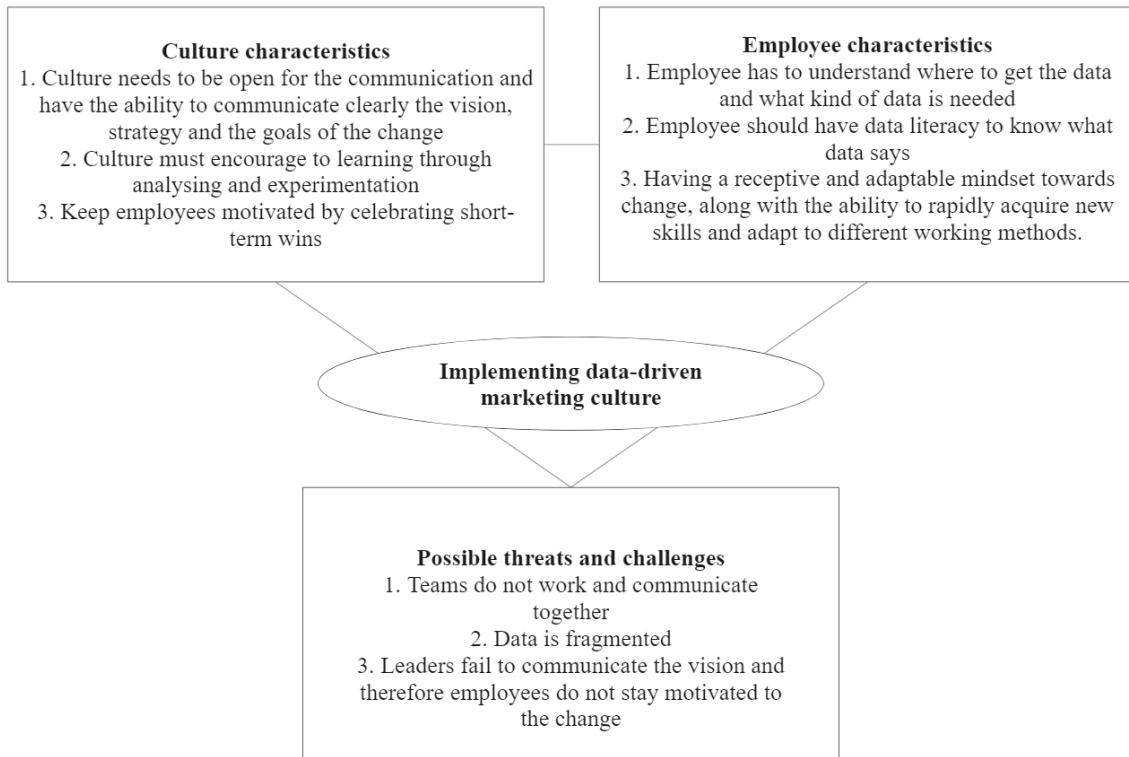 Culture characteristics
1. Culture needs to be open for the communication and
have the ability to communicate clearly the vision,
strategy and the goals of the change
2. Culture must encourage to learning through
analysing and experimentation
3. Keep employees motivated by celebrating short-
term wins
Employee characteristics
1. Employee has to understand where to get the data
and what kind of data is needed
2. Employee should have data literacy to know what
data says
3. Having a receptive and adaptable mindset towards
change, along with the ability to rapidly acquire new
skills and adapt to different working methods.
Implementing data-driven
marketing culture
Possible threats and challenges
1. Teams do not work and communicate
together
2. Data is fragmented
3. Leaders fail to communicate the vision and
therefore employees do not stay motivated to
the change